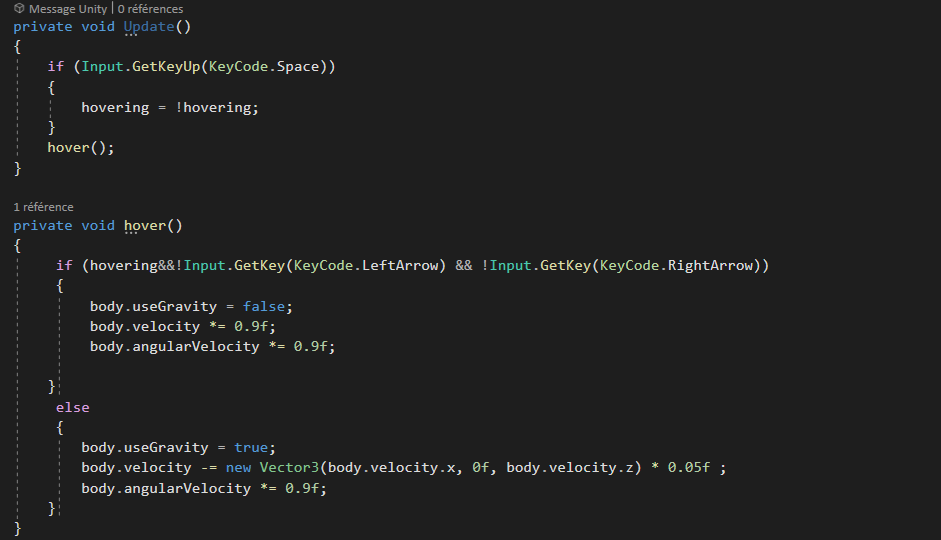 Message Unity | 0 références
private void Update()
{
if (Input.GetKeyUp(KeyCode.Space))
{
hovering = !hovering;
}
hover();
}
1 référence
private void hover()
{
if (hovering&&!Input.GetKey(KeyCode.LeftArrow) && !Input.GetKey(KeyCode.RightArrow))
{
body.useGravity = false;
body.velocity *= 0.9f;
body.angularVelocity *= 0.9f;
}
else
{
body.useGravity = true;
body.velocity -= new Vector3(body.velocity.x, 0f, body.velocity.z) * 0.05f ;
body.angularVelocity *= 0.9f;
}
}